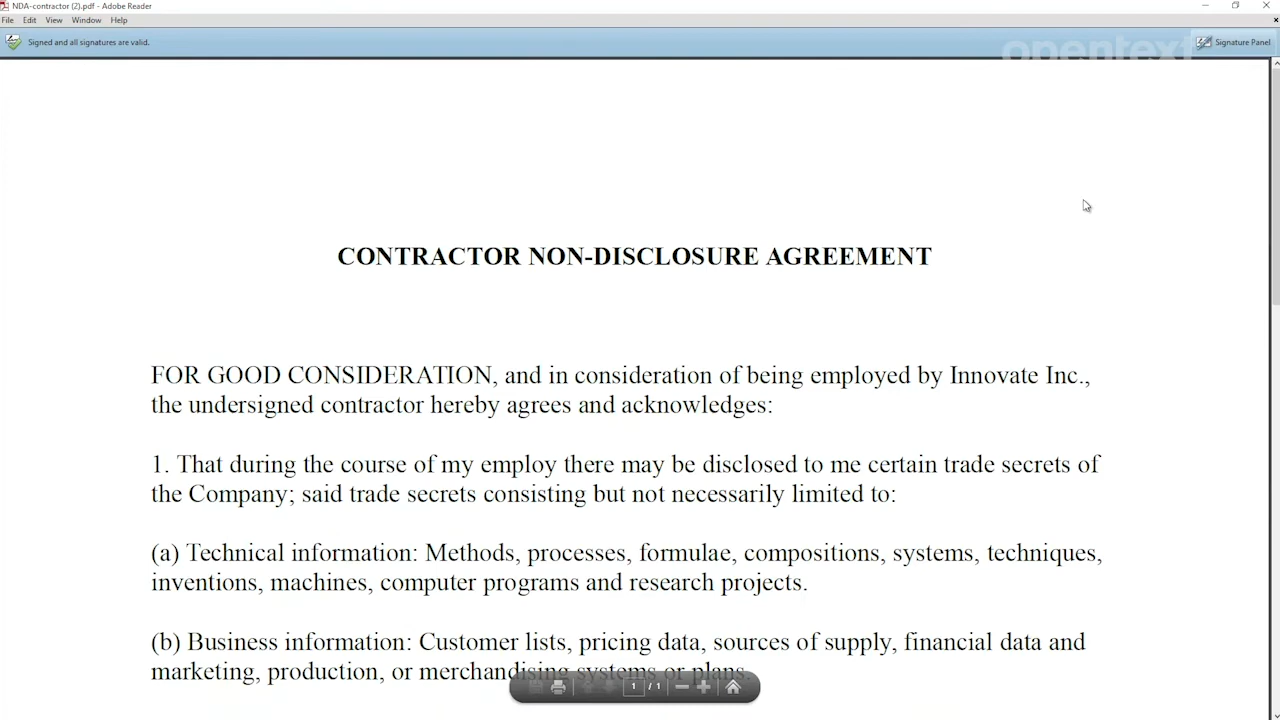 NDA-contractor (2).pdf - Adobe Reader
File Edit View Window Help
Signed and all signatures are valid.
Signature Panel
opentext
CONTRACTOR NON-DISCLOSURE AGREEMENT
FOR GOOD CONSIDERATION, and in consideration of being employed by Innovate Inc.,
the undersigned contractor hereby agrees and acknowledges:
1. That during the course of my employ there may be disclosed to me certain trade secrets of
the Company; said trade secrets consisting but not necessarily limited to:
(a) Technical information: Methods, processes, formulae, compositions, systems, techniques,
inventions, machines, computer programs and research projects.
(b) Business information: Customer lists, pricing data, sources of supply, financial data and
marketing, production, or merchandising systems or plans.
1 / 1